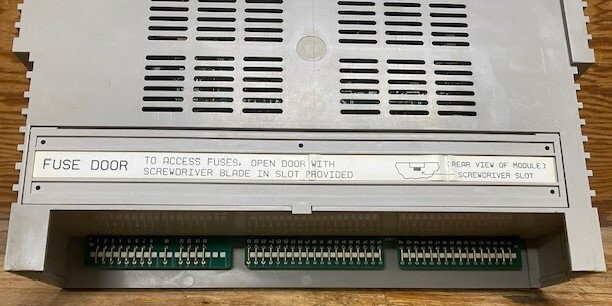 FUSE DOOR
TO ACCESS FUSES, OPEN DOOR WITH
SCREWDRIVER BLADE IN SLOT PROVIDED
(REAR VIEW OF MODULE)
SCREWDRIVER SLOT